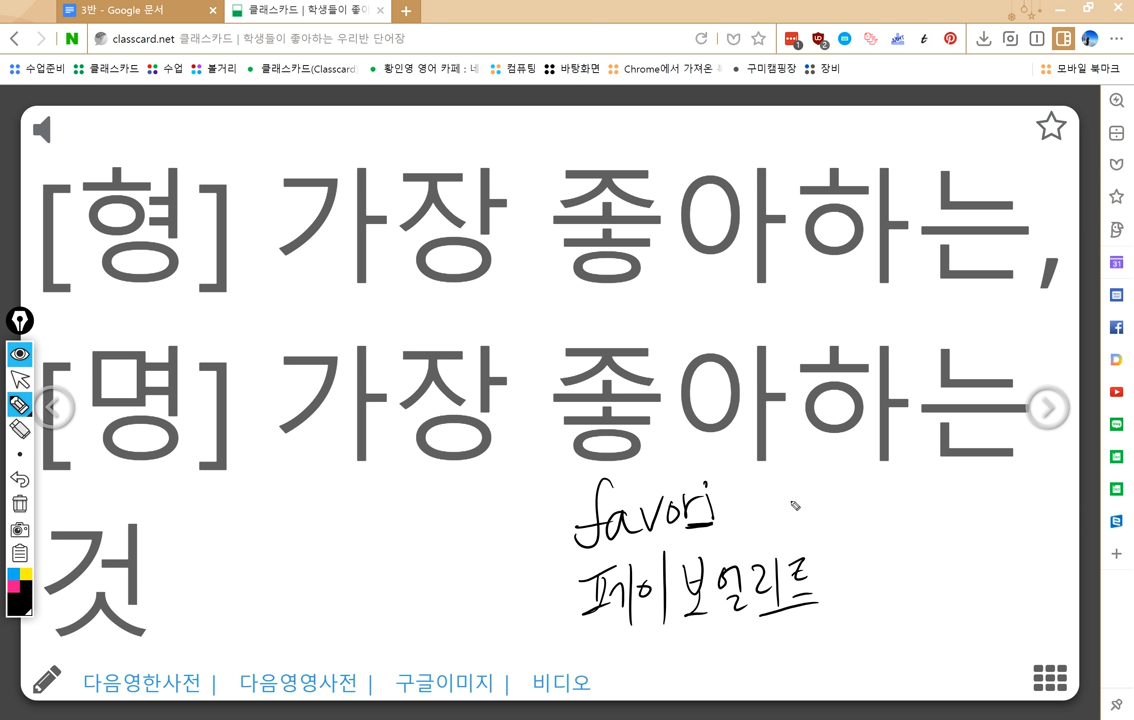 3반 - Google 문서
클래스카드 | 학생들이 좋아
classcard.net 클래스카드 | 학생들이 좋아하는 우리반 단어장
수업준비 클래스카드 수업 볼거리 클래스카드(Classcard) 황인영 영어 카페 : 네 컴퓨팅 바탕화면 Chrome에서 가져온 구미캠핑장 장비 모바일 북마크
[형] 가장 좋아하는,
[명] 가장 좋아하는
것
favori
페이보얼리트
다음영한사전 | 다음영영사전 | 구글이미지 | 비디오